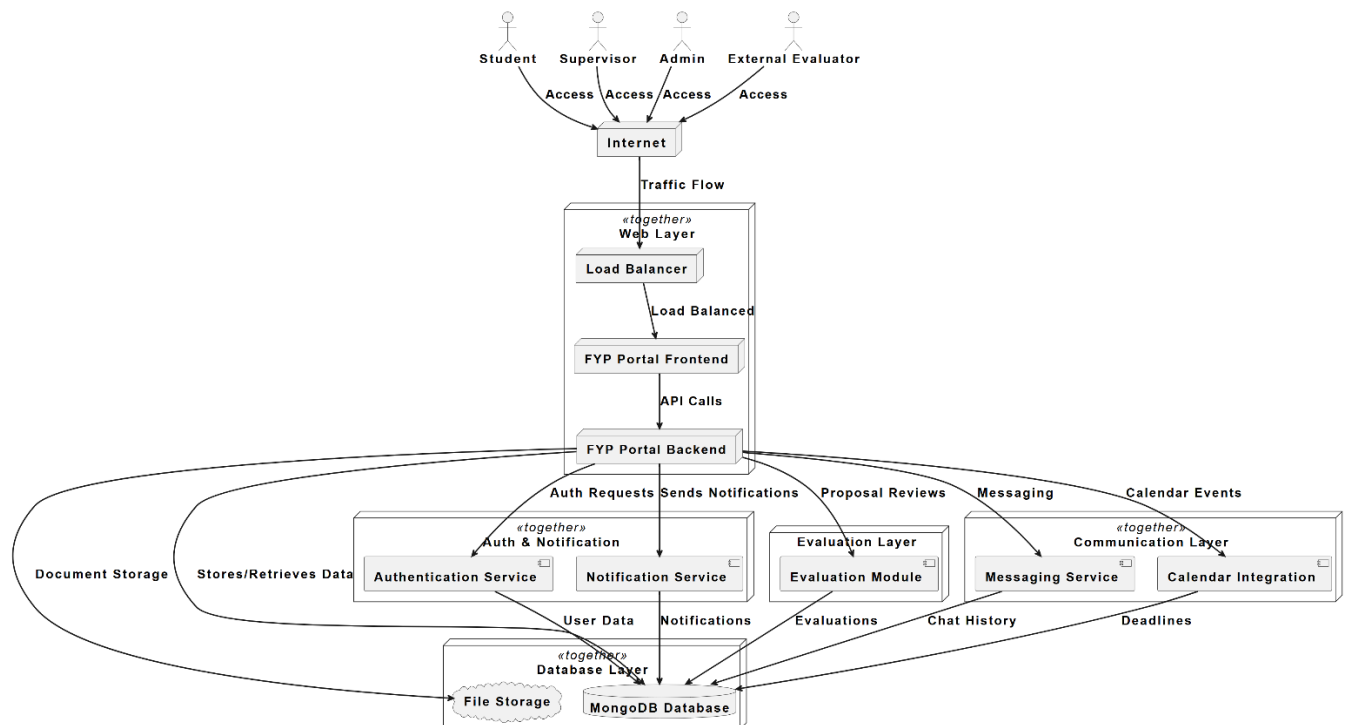 Student
Supervisor
Admin
External Evaluator
Access
Access
Access
Access
Internet
Traffic Flow
«together»
Web Layer
Load Balancer
Load Balanced
FYP Portal Frontend
API Calls
FYP Portal Backend
Auth Requests
Sends Notifications
Proposal Reviews
Messaging
Calendar Events
«together»
Auth & Notification
Evaluation Layer
«together»
Communication Layer
Document Storage
Stores/Retrieves Data
Authentication Service
Notification Service
Evaluation Module
Messaging Service
Calendar Integration
User Data
Notifications
Evaluations
Chat History
Deadlines
«together»
Database Layer
File Storage
MongoDB Database